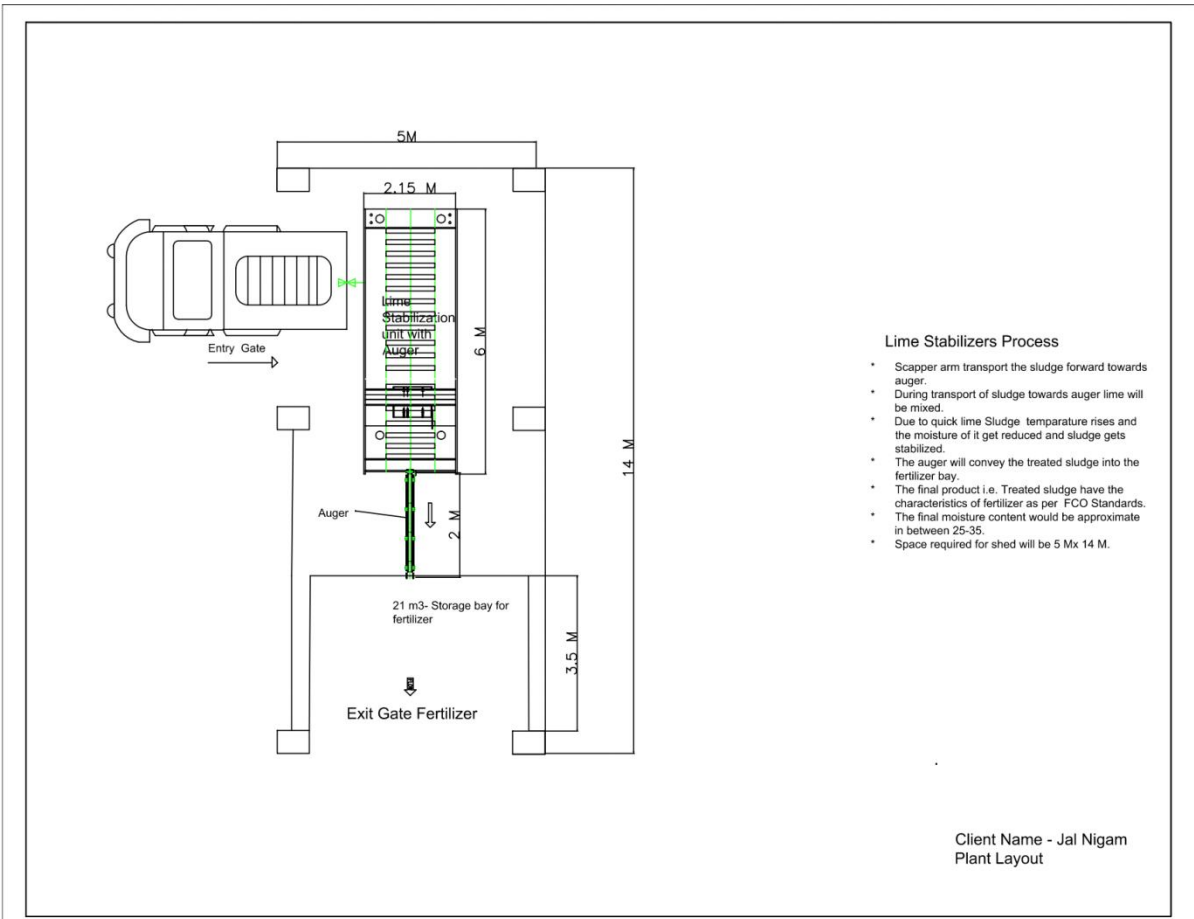 5M
2.15 M
Lime
Stabilization
unit with
Auger
6 M
Entry Gate
14 M
Auger
2 M
21 m3- Storage bay for
fertilizer
3.5 M
Exit Gate Fertilizer
Lime Stabilizers Process
* Scapper arm transport the sludge forward towards
auger.
* During transport of sludge towards auger lime will
be mixed.
* Due to quick lime Sludge temparature rises and
the moisture of it get reduced and sludge gets
stabilized.
* The auger will convey the treated sludge into the
fertilizer bay.
* The final product i.e. Treated sludge have the
characteristics of fertilizer as per FCO Standards.
* The final moisture content would be approximate
in between 25-35.
* Space required for shed will be 5 Mx 14 M.
Client Name - Jal Nigam
Plant Layout